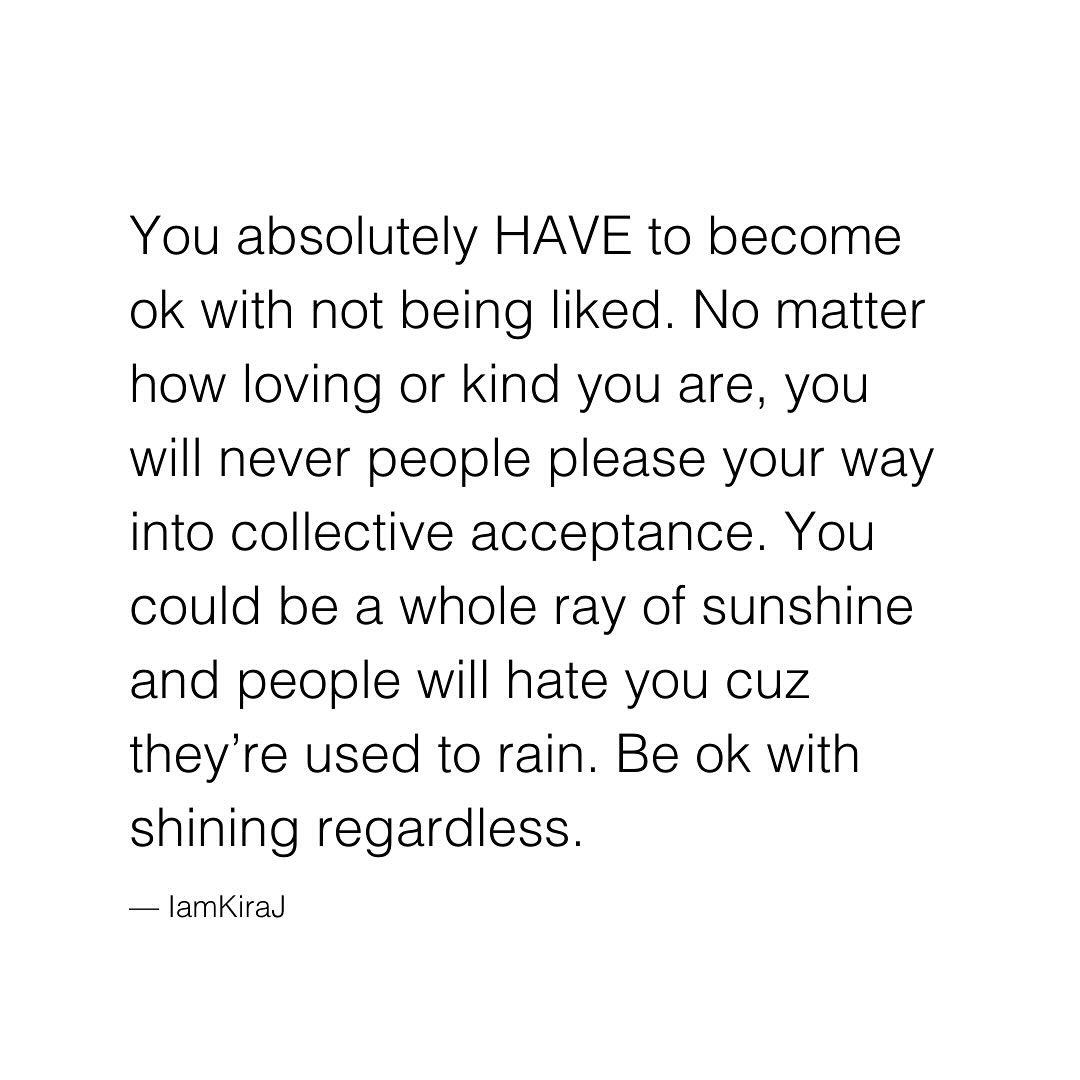 You absolutely HAVE to become
ok with not being liked. No matter
how loving or kind you are, you
will never people please your way
into collective acceptance. You
could be a whole ray of sunshine
and people will hate you cuz
they’re used to rain. Be ok with
shining regardless.
— IamKiraJ